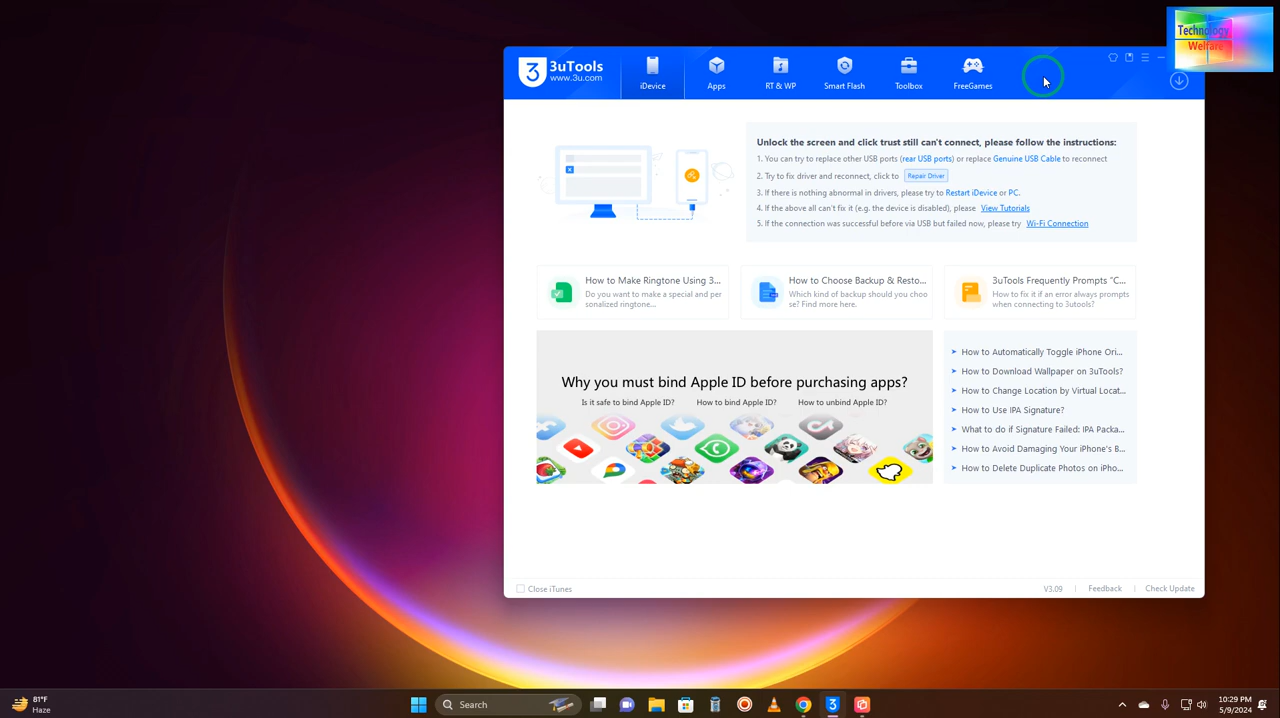 Technology
Welfare
3uTools
www.3u.com
iDevice
Apps
RT & WP
Smart Flash
Toolbox
FreeGames
Unlock the screen and click trust still can't connect, please follow the instructions:
1. You can try to replace other USB ports (rear USB ports) or replace Genuine USB Cable to reconnect
2. Try to fix driver and reconnect, click to Repair Driver
3. If there is nothing abnormal in drivers, please try to Restart iDevice or PC.
4. If the above all can't fix it (e.g. the device is disabled), please View Tutorials
5. If the connection was successful before via USB but failed now, please try Wi-Fi Connection
How to Make Ringtone Using 3...
Do you want to make a special and per
sonalized ringtone...
How to Choose Backup & Resto...
Which kind of backup should you choo
se? Find more here.
3uTools Frequently Prompts "C...
How to fix it if an error always prompts
when connecting to 3utools?
Why you must bind Apple ID before purchasing apps?
Is it safe to bind Apple ID?
How to bind Apple ID?
How to unbind Apple ID?
How to Automatically Toggle iPhone Ori...
How to Download Wallpaper on 3uTools?
How to Change Location by Virtual Locat...
How to Use IPA Signature?
What to do if Signature Failed: IPA Packa...
How to Avoid Damaging Your iPhone's B...
How to Delete Duplicate Photos on iPho...
Close iTunes
V3.09
Feedback
Check Update
81°F
Haze
Search
10:29 PM
5/9/2024